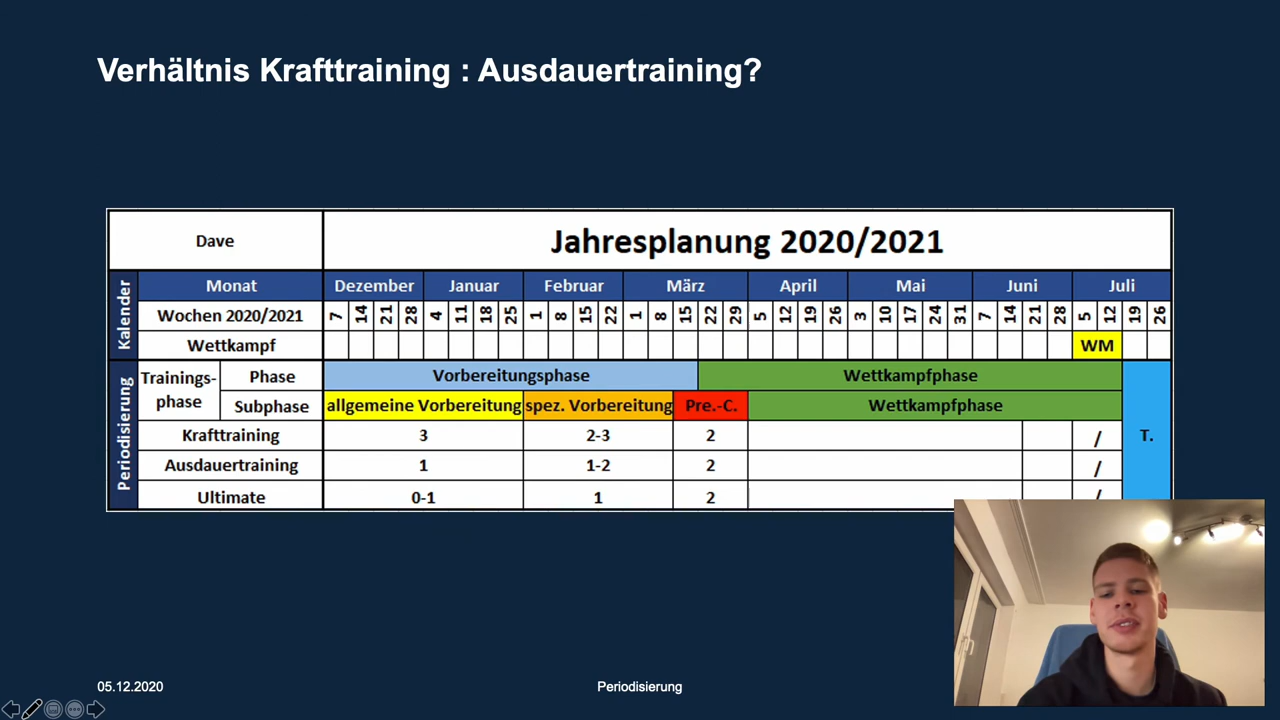 Verhältnis Krafttraining : Ausdauertraining?
Dave Jahresplanung 2020/2021
Kalender
Monat Dezember Januar Februar März April Mai Juni Juli
Wochen 2020/2021 7 14 21 28 4 11 18 25 1 8 15 22 1 8 15 22 29 5 12 19 26 3 10 17 24 31 7 14 21 28 5 12 19 26
Wettkampf WM
Periodisierung
Trainings-
phase
Phase Vorbereitungsphase Wettkampfphase
Subphase allgemeine Vorbereitung spez. Vorbereitung Pre.-C. Wettkampfphase
Krafttraining 3 2-3 2 / T.
Ausdauertraining 1 1-2 2 /
Ultimate 0-1 1 2 /
05.12.2020 Periodisierung